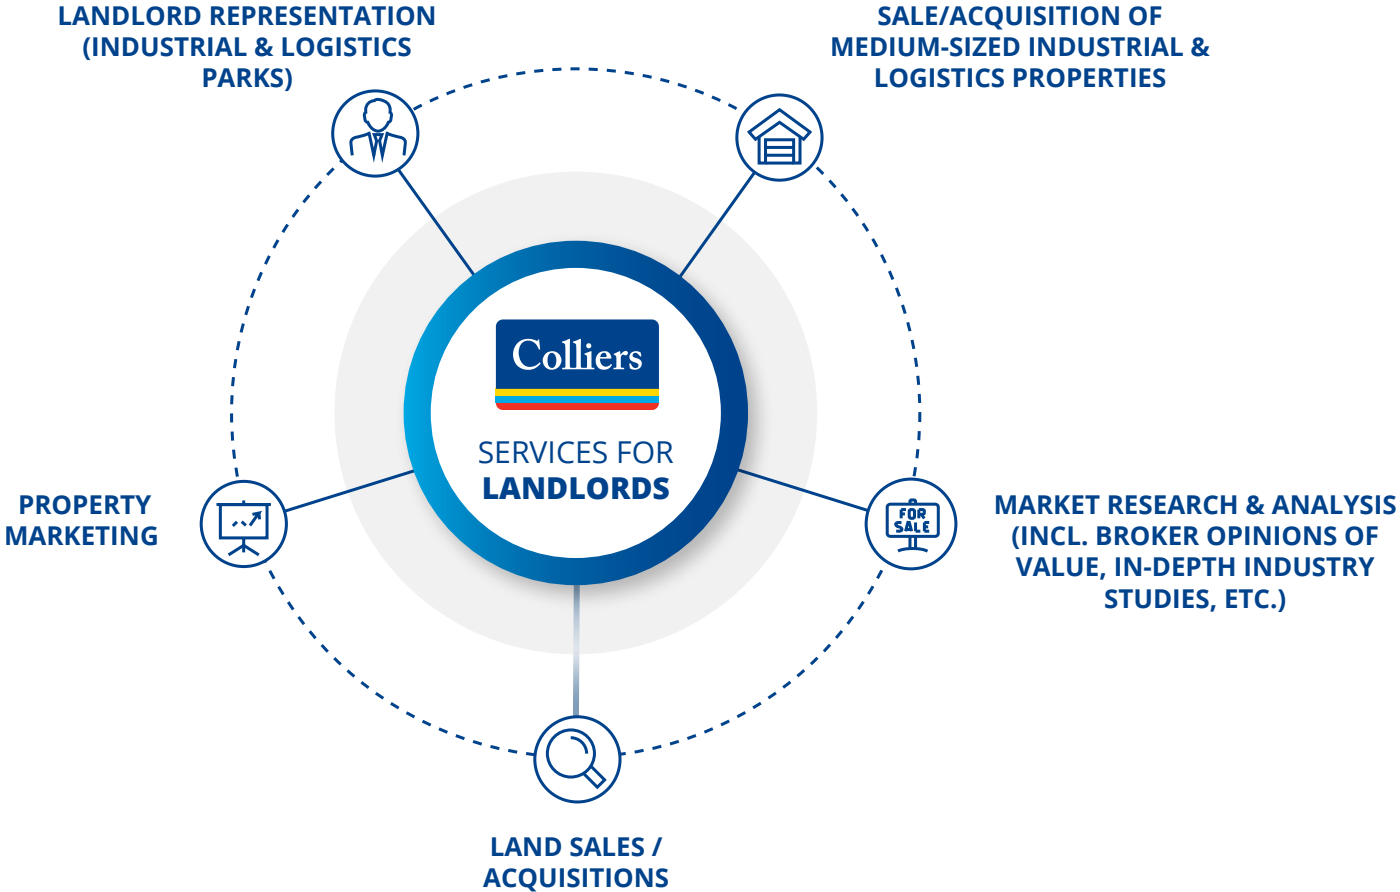 LANDLORD REPRESENTATION
(INDUSTRIAL & LOGISTICS
PARKS)
SALE/ACQUISITION OF
MEDIUM-SIZED INDUSTRIAL &
LOGISTICS PROPERTIES
Colliers
SERVICES FOR
LANDLORDS
PROPERTY
MARKETING
FOR
SALE
MARKET RESEARCH & ANALYSIS
(INCL. BROKER OPINIONS OF
VALUE, IN-DEPTH INDUSTRY
STUDIES, ETC.)
LAND SALES /
ACQUISITIONS